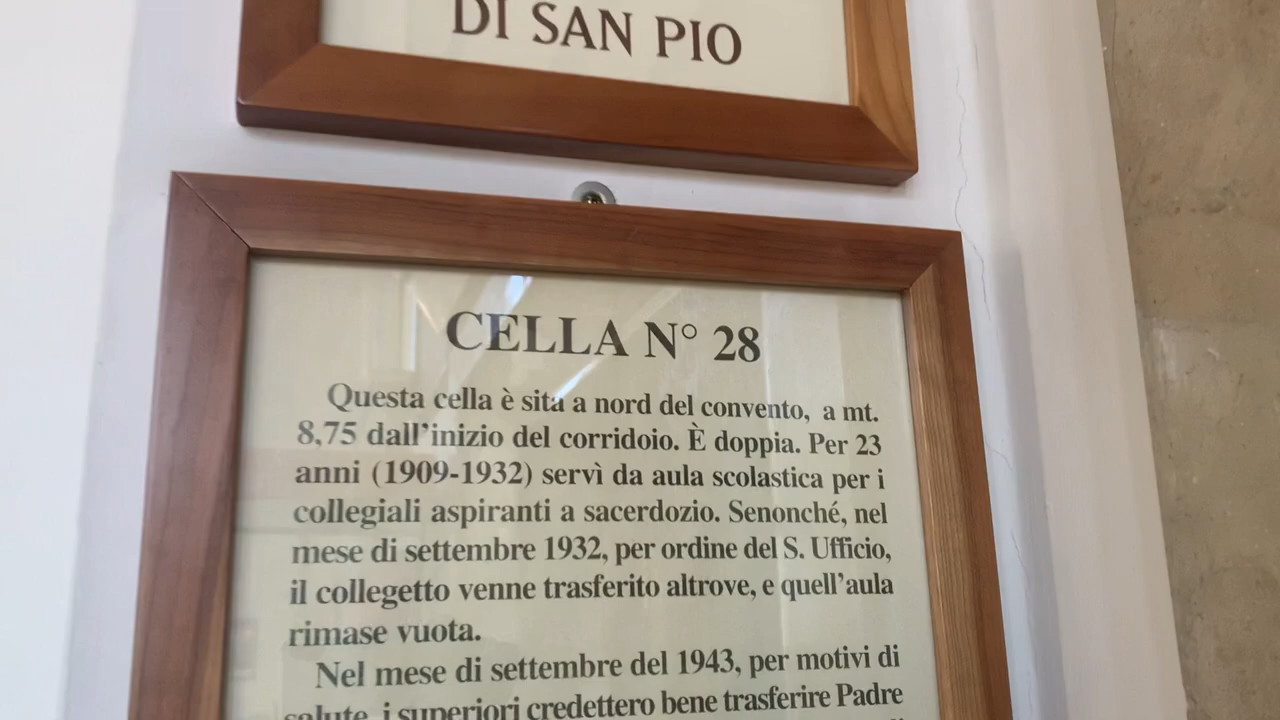 DI SAN PIO
CELLA N° 28
Questa cella è sita a nord del convento, a mt.
8,75 dall'inizio del corridoio. È doppia. Per 23
anni (1909-1932) servì da aula scolastica per i
collegiali aspiranti a sacerdozio. Senonché, nel
mese di settembre 1932, per ordine del S. Ufficio,
il collegetto venne trasferito altrove, e quell'aula
rimase vuota.
Nel mese di settembre del 1943, per motivi di
salute, i superiori credettero bene trasferire Padre